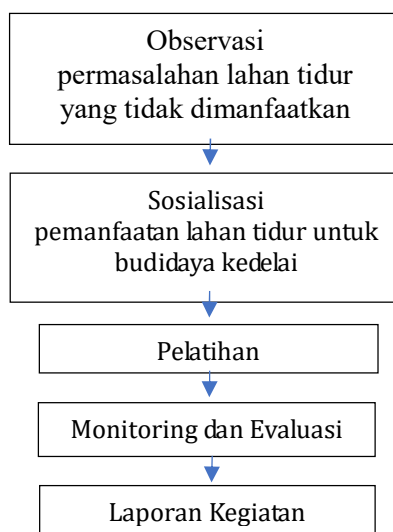 Observasi
permasalahan lahan tidur
yang tidak dimanfaatkan
Sosialisasi
pemanfaatan lahan tidur untuk
budidaya kedelai
Pelatihan
Monitoring dan Evaluasi
Laporan Kegiatan